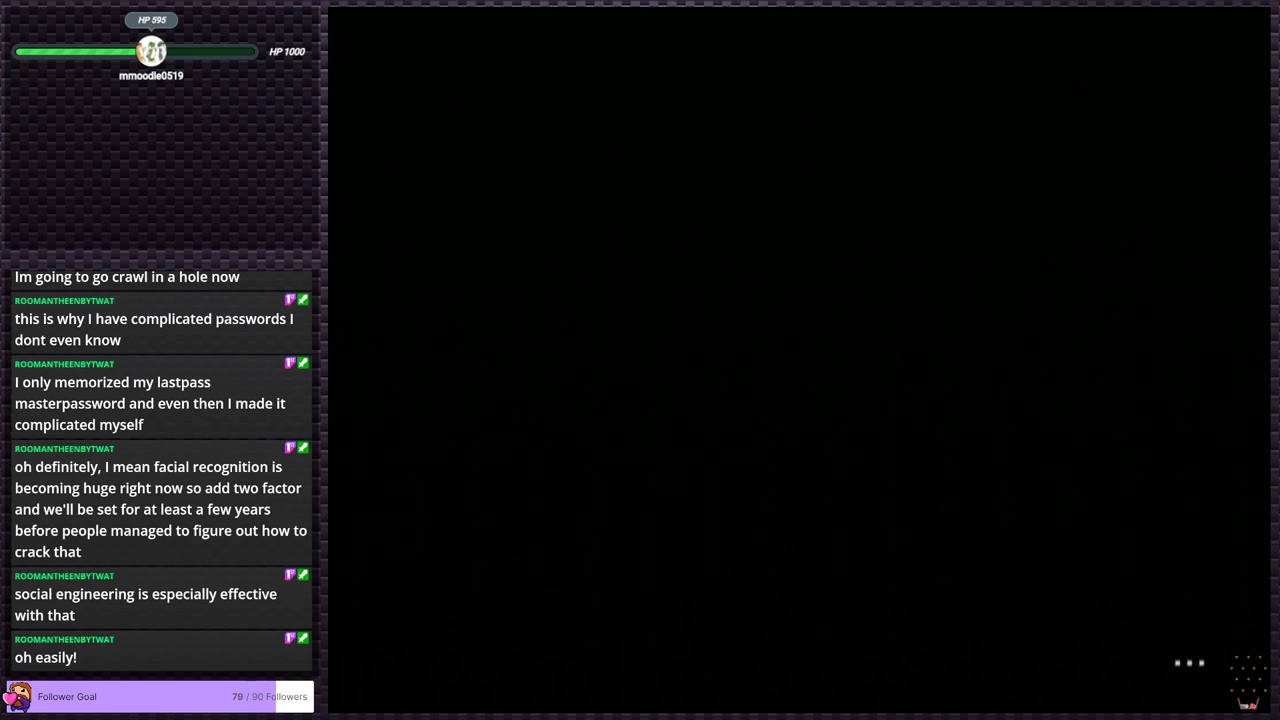 HP 595
HP 1000
mmoodle0519
Im going to go crawl in a hole now
ROOMANTHEENBYTWAT
this is why I have complicated passwords I
dont even know
ROOMANTHEENBYTWAT
I only memorized my lastpass
masterpassword and even then I made it
complicated myself
ROOMANTHEENBYTWAT
oh definitely, I mean facial recognition is
becoming huge right now so add two factor
and we'll be set for at least a few years
before people managed to figure out how to
crack that
ROOMANTHEENBYTWAT
social engineering is especially effective
with that
ROOMANTHEENBYTWAT
oh easily!
Follower Goal
79 / 90 Followers